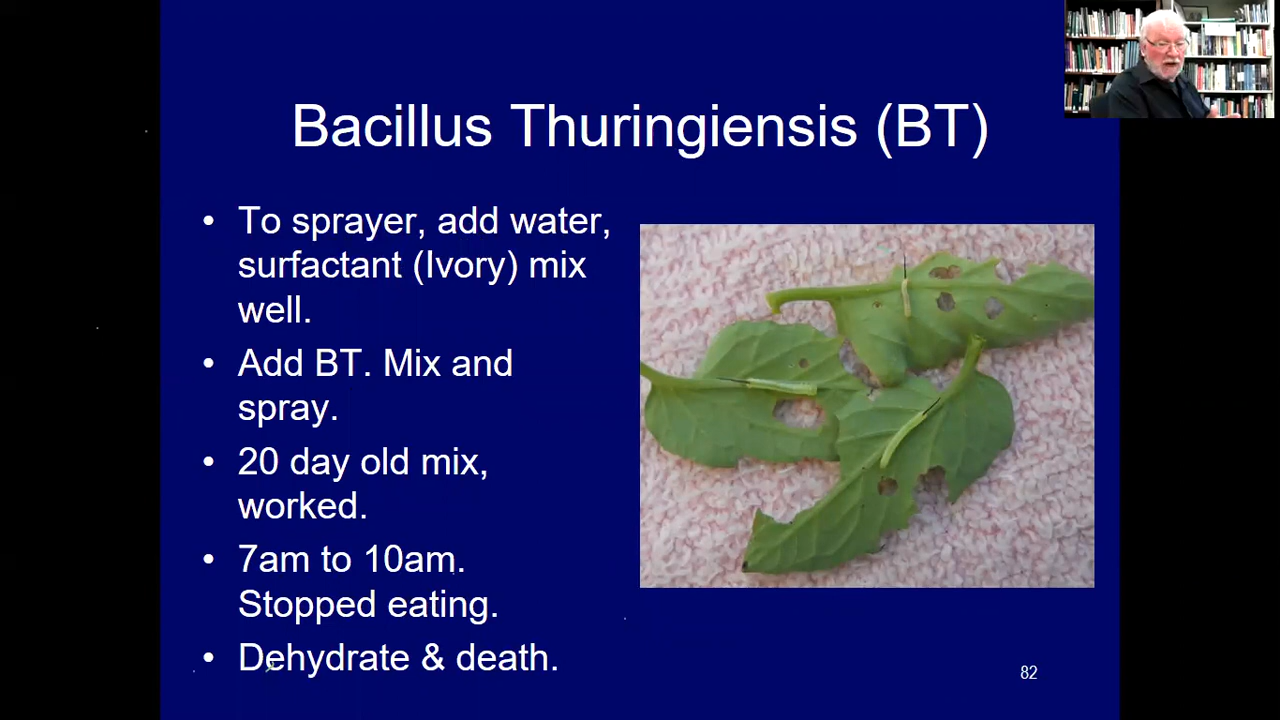 Bacillus Thuringiensis (BT)
• To sprayer, add water,
surfactant (Ivory) mix
well.
• Add BT. Mix and
spray.
• 20 day old mix,
worked.
• 7am to 10am.
Stopped eating.
• Dehydrate & death.
82